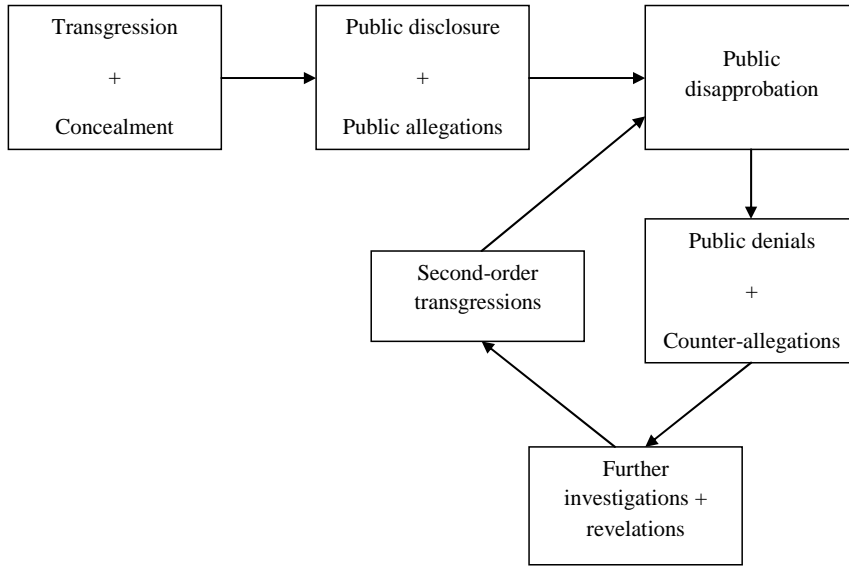 Transgression
+
Concealment
Public disclosure
+
Public allegations
Public
disapprobation
Public denials
+
Counter-allegations
Further
investigations +
revelations
Second-order
transgressions